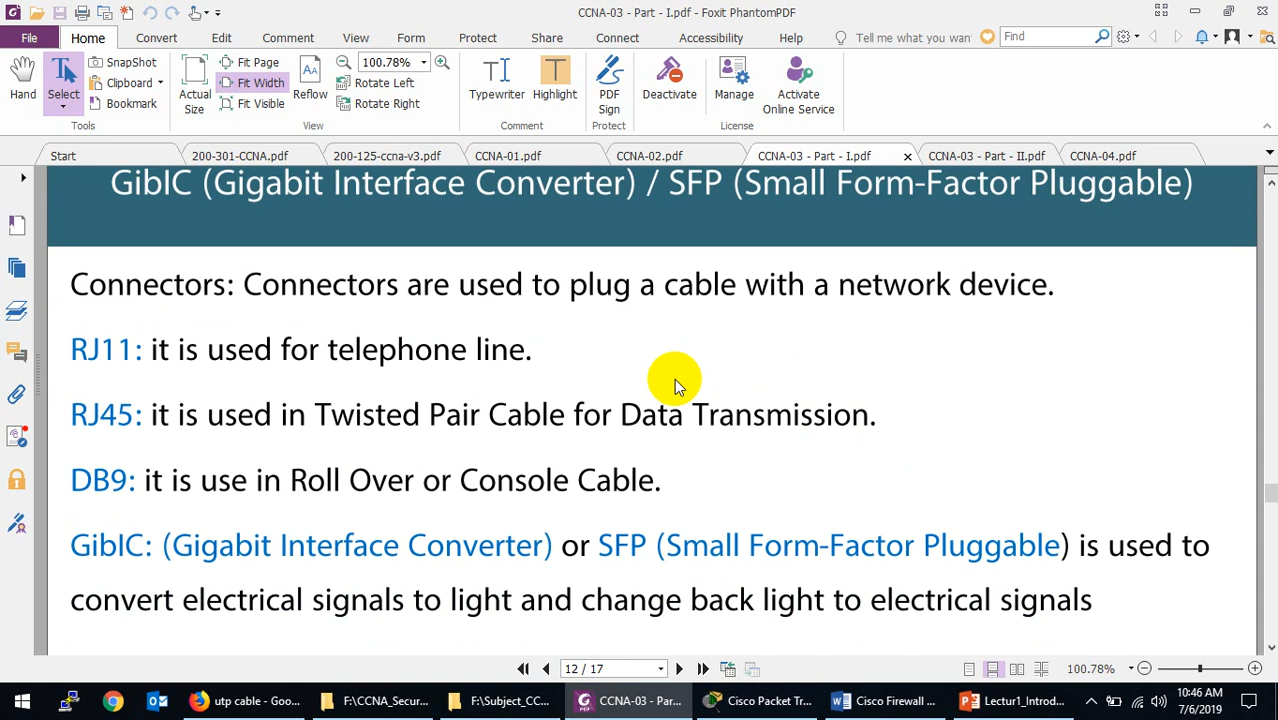 CCNA-03 - Part - I.pdf - Foxit PhantomPDF
File Home Convert Edit Comment View Form Protect Share Connect Accessibility Help Tell me what you want Find
Hand
Select
SnapShot
Clipboard
Bookmark
Tools
Actual Size
Fit Page
Fit Width
Fit Visible
Reflow
100.78%
Rotate Left
Rotate Right
View
Typewriter
Highlight
Comment
PDF Sign
Protect
Deactivate
Manage
Activate Online Service
License
Start 200-301-CCNA.pdf 200-125-ccna-v3.pdf CCNA-01.pdf CCNA-02.pdf CCNA-03 - Part - I.pdf CCNA-03 - Part - II.pdf CCNA-04.pdf
GibIC (Gigabit Interface Converter) / SFP (Small Form-Factor Pluggable)
Connectors: Connectors are used to plug a cable with a network device.
RJ11: it is used for telephone line.
RJ45: it is used in Twisted Pair Cable for Data Transmission.
DB9: it is use in Roll Over or Console Cable.
GibIC: (Gigabit Interface Converter) or SFP (Small Form-Factor Pluggable) is used to
convert electrical signals to light and change back light to electrical signals
12 / 17 100.78%
utp cable - Goo... F:\CCNA_Secur... F:\Subject_CC... CCNA-03 - Par... Cisco Packet Tr... Cisco Firewall ... Lectur1_Introd...
10:46 AM
7/6/2019